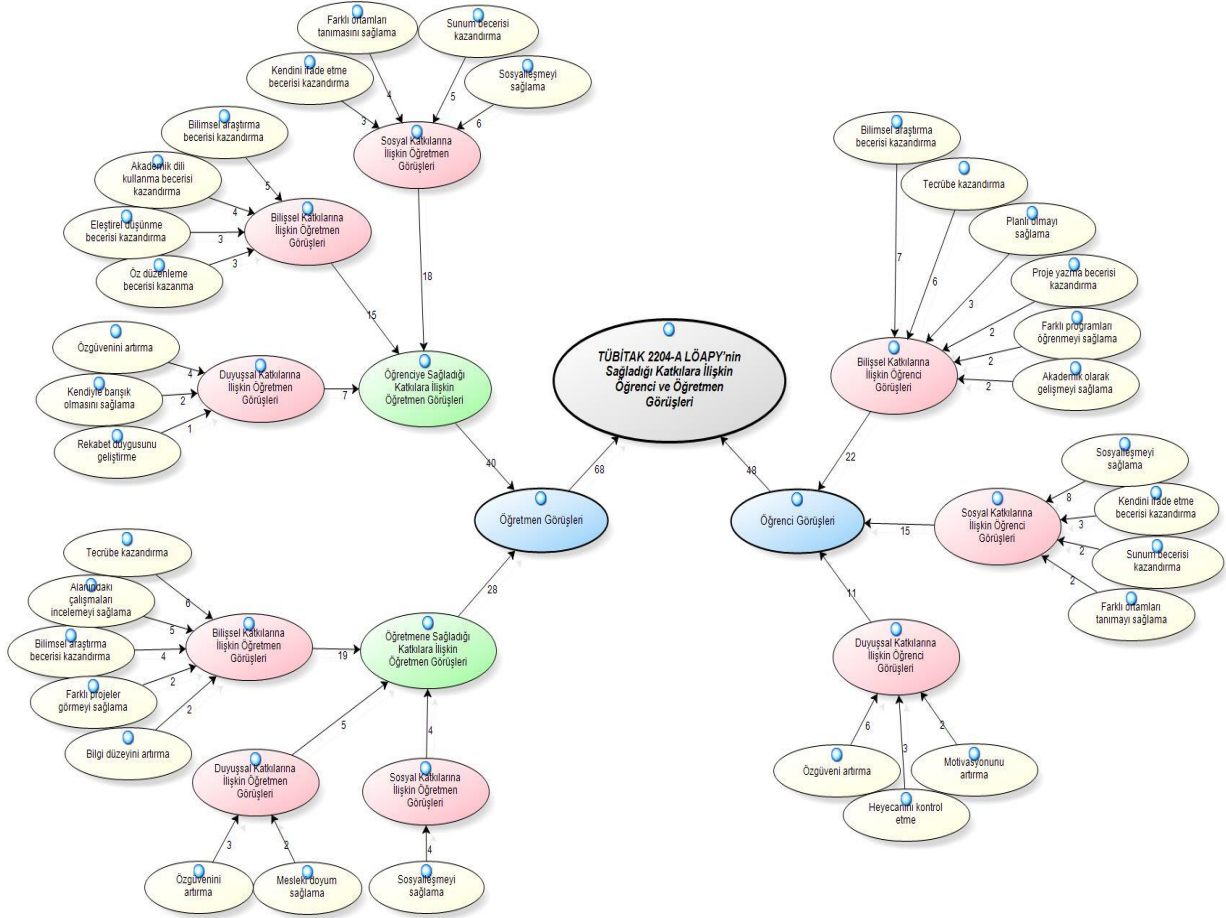 Farklı ortamları
tanımasını sağlama
Sunum becerisi
kazandırma
Kendini ifade etme
becerisi kazandırma
Sosyalleşmeyi
sağlama
3
4
5
6
Sosyal Katkılarına
İlişkin Öğretmen
Görüşleri
18
Bilimsel araştırma
becerisi kazandırma
Akademik dili
kullanma becerisi
kazandırma
Eleştirel düşünme
becerisi kazandırma
Öz düzenleme
becerisi kazanma
5
4
3
3
Bilişsel Katkılarına
İlişkin Öğretmen
Görüşleri
15
Özgüvenini artırma
Kendiyle barışık
olmasını sağlama
Rekabet duygusunu
geliştirme
4
2
1
Duyuşsal Katkılarına
İlişkin Öğretmen
Görüşleri
7
Öğrenciye Sağladığı
Katkılara İlişkin
Öğretmen Görüşleri
40
TÜBİTAK 2204-A LÖAPY’nin
Sağladığı Katkılara İlişkin
Öğrenci ve Öğretmen
Görüşleri
68
48
Öğretmen Görüşleri
Öğrenci Görüşleri
28
Tecrübe kazandırma
Alanındaki
çalışmaları
incelemeyi sağlama
Bilimsel araştırma
becerisi kazandırma
Farklı projeler
görmeyi sağlama
Bilgi düzeyini artırma
6
5
4
2
2
Bilişsel Katkılarına
İlişkin Öğretmen
Görüşleri
19
Öğretmene Sağladığı
Katkılara İlişkin
Öğretmen Görüşleri
5
4
Duyuşsal Katkılarına
İlişkin Öğretmen
Görüşleri
3
2
Özgüvenini
artırma
Mesleki doyum
sağlama
Sosyal Katkılarına
İlişkin Öğretmen
Görüşleri
4
Sosyalleşmeyi
sağlama
Bilimsel araştırma
becerisi kazandırma
Tecrübe kazandırma
Planlı olmayı
sağlama
Proje yazma becerisi
kazandırma
Farklı programları
öğrenmeyi sağlama
Akademik olarak
gelişmeyi sağlama
7
6
3
2
2
2
Bilişsel Katkılarına
İlişkin Öğrenci
Görüşleri
22
Sosyalleşmeyi
sağlama
Kendini ifade etme
becerisi kazandırma
Sunum becerisi
kazandırma
Farklı ortamları
tanımayı sağlama
8
3
2
2
Sosyal Katkılarına
İlişkin Öğrenci
Görüşleri
15
11
Duyuşsal Katkılarına
İlişkin Öğrenci
Görüşleri
6
3
2
Özgüveni artırma
Heyecanını kontrol
etme
Motivasyonunu
artırma